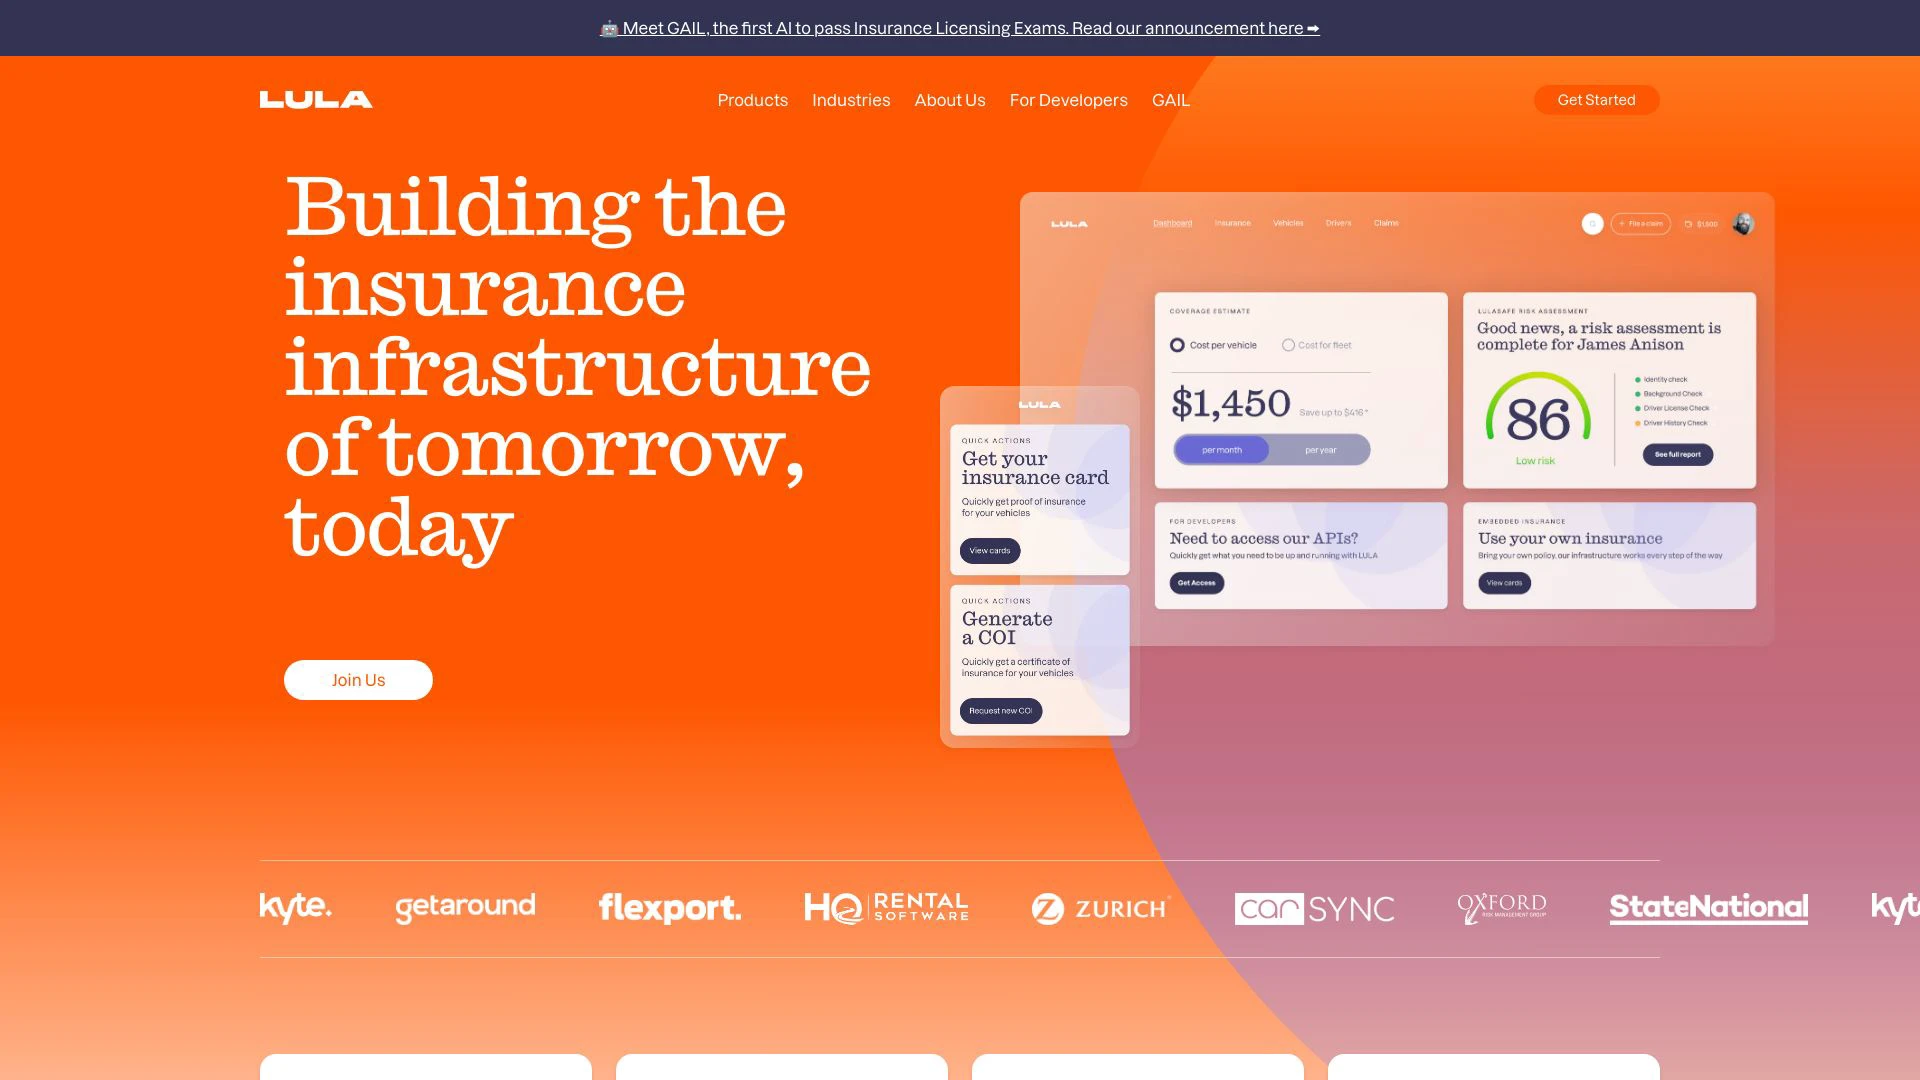 🤖 Meet GAIL, the first AI to pass Insurance Licensing Exams. Read our announcement here ➡
LULA
Products Industries About Us For Developers GAIL
Get Started
Building the
insurance
infrastructure
of tomorrow,
today
Join Us
LULA
Dashboard Insurance Vehicles Drivers Claims
+ File a claim
$1,500
COVERAGE ESTIMATE
Cost per vehicle Cost for fleet
$1,450 Save up to $416*
per month per year
LULASAFE RISK ASSESSMENT
Good news, a risk assessment is
complete for James Anison
86
Low risk
Identity check
Background Check
Driver License Check
Driver History Check
See full report
FOR DEVELOPERS
Need to access our APIs?
Quickly get what you need to be up and running with LULA
Get Access
EMBEDDED INSURANCE
Use your own insurance
Bring your own policy, our infrastructure works every step of the way
View cards
LULA
QUICK ACTIONS
Get your
insurance card
Quickly get proof of insurance
for your vehicles
View cards
QUICK ACTIONS
Generate
a COI
Quickly get a certificate of
insurance for your vehicles
Request new COI
kyte.
getaround
flexport.
HQ RENTAL
SOFTWARE
ZURICH
car SYNC
OXFORD
RISK MANAGEMENT GROUP
StateNational
kyt